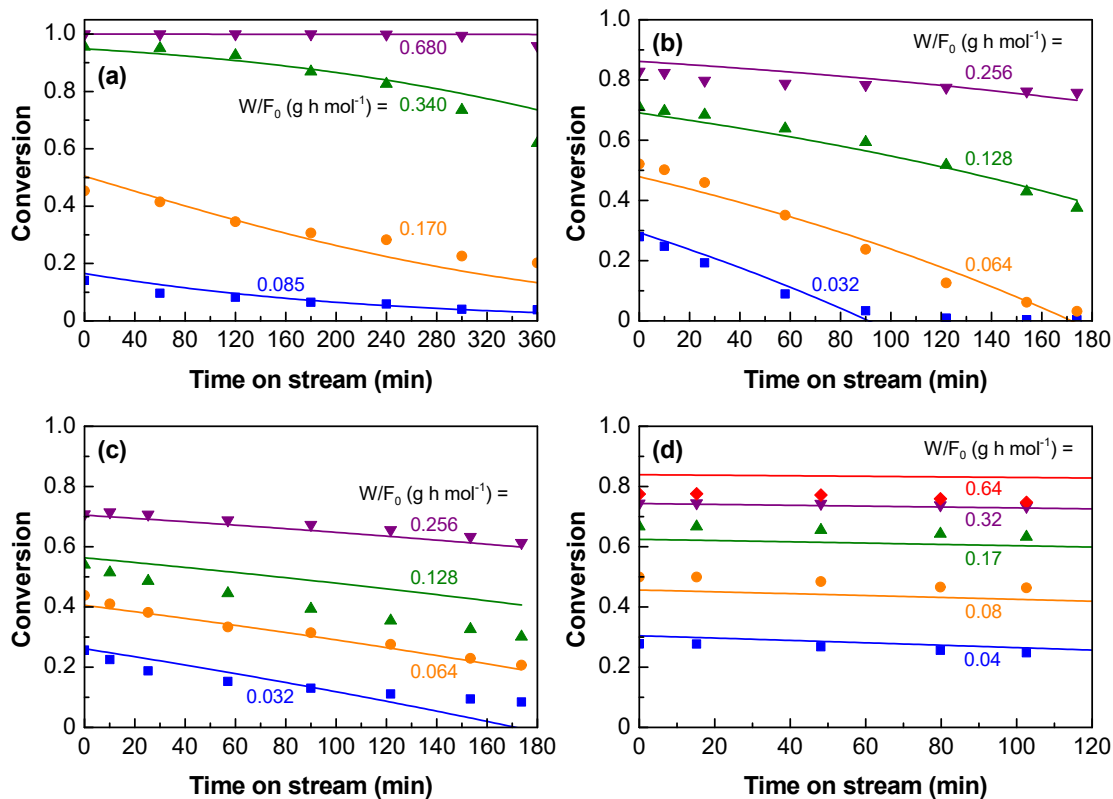 (a)
W/F₀ (g h mol⁻¹) =
0.680
0.340
0.170
0.085
Conversion
1.0
0.8
0.6
0.4
0.2
0
0 60 120 180 240 300 360
Time on stream (min)
(b)
W/F₀ (g h mol⁻¹) =
0.256
0.128
0.064
0.032
Conversion
1.0
0.8
0.6
0.4
0.2
0
0 20 40 60 80 100 120 140 160 180
Time on stream (min)
(c)
W/F₀ (g h mol⁻¹) =
0.256
0.128
0.064
0.032
Conversion
1.0
0.8
0.6
0.4
0.2
0
0 20 40 60 80 100 120 140 160 180
Time on stream (min)
(d)
W/F₀ (g h mol⁻¹) =
0.64
0.32
0.17
0.08
0.04
Conversion
1.0
0.8
0.6
0.4
0.2
0
0 20 40 60 80 100 120
Time on stream (min)